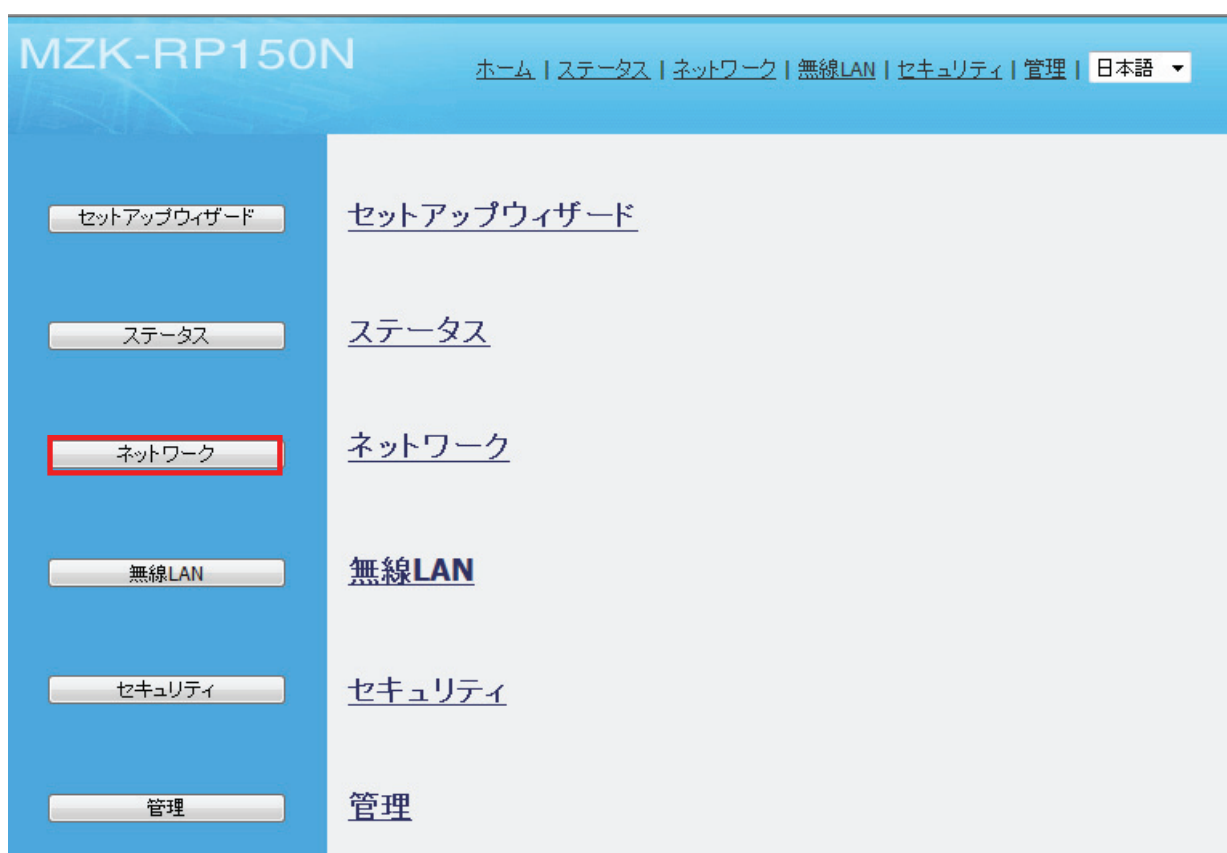 MZK-RP150N
ホーム | ステータス | ネットワーク | 無線LAN | セキュリティ | 管理 | 日本語
セットアップウィザード セットアップウィザード
ステータス ステータス
ネットワーク ネットワーク
無線LAN 無線LAN
セキュリティ セキュリティ
管理 管理